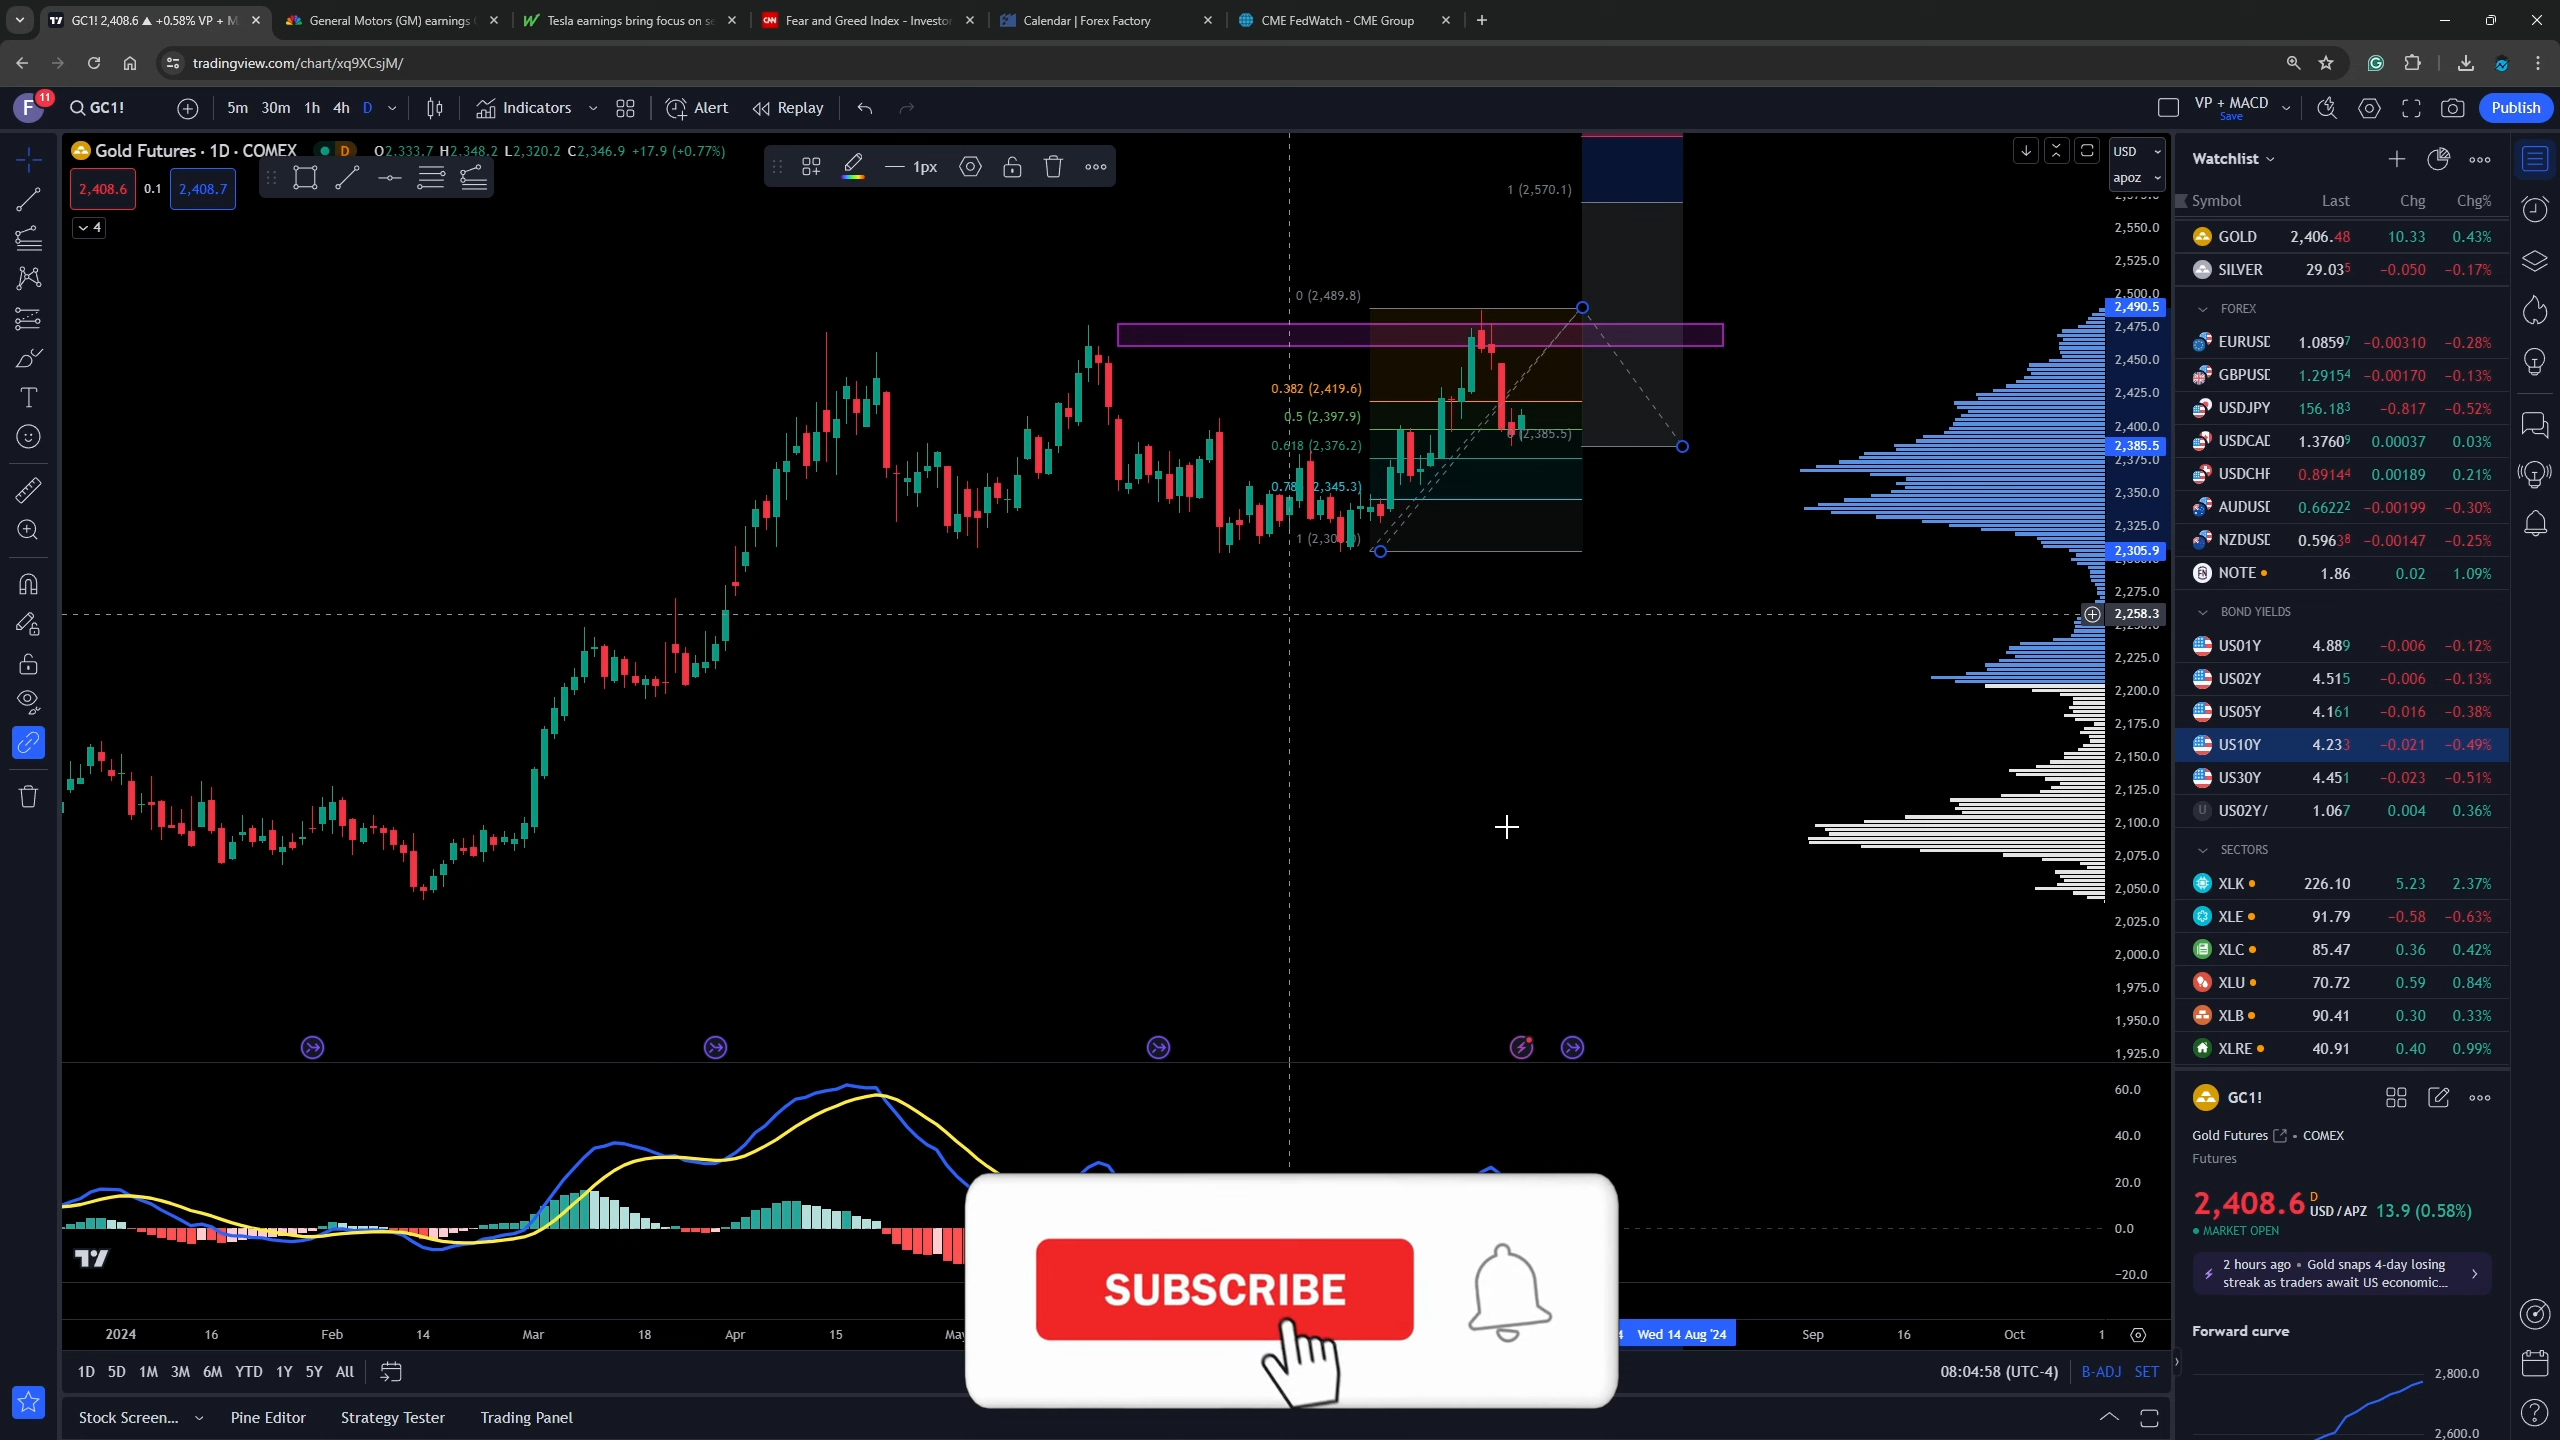 GC1! 2,408.6 ▲ +0.58% VP + M
General Motors (GM) earnings
Tesla earnings bring focus on se
CNN
Fear and Greed Index - Investor
Calendar | Forex Factory
CME FedWatch - CME Group
tradingview.com/chart/xq9XCsjM/
F
11
GC1!
5m 30m 1h 4h D
Indicators
Alert
Replay
VP + MACD
Save
Publish
Gold Futures · 1D · COMEX
D
O2,333.7 H2,348.2 L2,320.2 C2,346.9 +17.9 (+0.77%)
2,408.6 0.1 2,408.7
4
1px
USD
apoz
1 (2,570.1)
0 (2,489.8)
0.382 (2,419.6)
0.5 (2,397.9)
0.618 (2,376.2)
(2,385.5)
2,550.0
2,525.0
2,500.0
2,490.5
2,475.0
2,450.0
2,425.0
2,400.0
2,385.5
2,375.0
2,350.0
2,325.0
2,305.9
2,275.0
2,258.3
2,225.0
2,200.0
2,175.0
2,150.0
2,125.0
2,100.0
2,075.0
2,050.0
2,025.0
2,000.0
1,975.0
1,950.0
1,925.0
60.0
40.0
20.0
0.0
-20.0
SUBSCRIBE
2024 16 Feb 14 Mar 18 Apr 15 May Wed 14 Aug '24 Sep 16 Oct 1
1D 5D 1M 3M 6M YTD 1Y 5Y All
08:04:58 (UTC-4) B-ADJ SET
Stock Screen... Pine Editor Strategy Tester Trading Panel
Watchlist
Symbol Last Chg Chg%
GOLD 2,406.48 10.33 0.43%
SILVER 29.035 -0.050 -0.17%
FOREX
EURUSD 1.08597 -0.00310 -0.28%
GBPUSD 1.29154 -0.00170 -0.13%
USDJPY 156.183 -0.817 -0.52%
USDCAD 1.37609 0.00037 0.03%
USDCHF 0.89144 0.00189 0.21%
AUDUSD 0.66222 -0.00199 -0.30%
NZDUSD 0.59638 -0.00147 -0.25%
NOTE 1.86 0.02 1.09%
BOND YIELDS
US01Y 4.889 -0.006 -0.12%
US02Y 4.515 -0.006 -0.13%
US05Y 4.161 -0.016 -0.38%
US10Y 4.233 -0.021 -0.49%
US30Y 4.451 -0.023 -0.51%
U US02Y/ 1.067 0.004 0.36%
SECTORS
XLK 226.10 5.23 2.37%
XLE 91.79 -0.58 -0.63%
XLC 85.47 0.36 0.42%
XLU 70.72 0.59 0.84%
XLB 90.41 0.30 0.33%
XLRE 40.91 0.40 0.99%
GC1!
Gold Futures · COMEX
Futures
2,408.6 D USD / APZ 13.9 (0.58%)
MARKET OPEN
2 hours ago · Gold snaps 4-day losing
streak as traders await US economic...
Forward curve
2,800.0
2,600.0